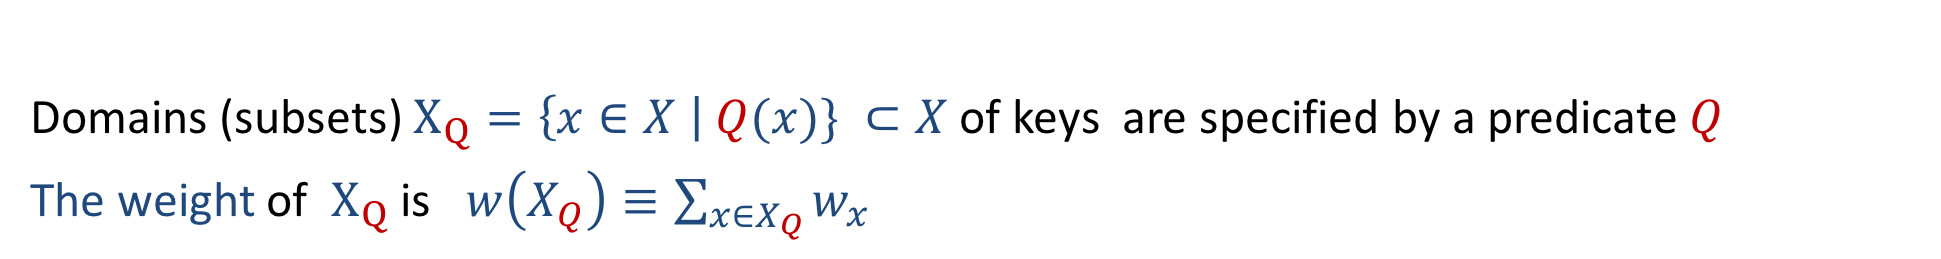 Domains (subsets) X_Q = {x ∈ X | Q(x)} ⊂ X of keys are specified by a predicate Q
The weight of X_Q is w(X_Q) ≡ ∑_{x∈X_Q} w_x